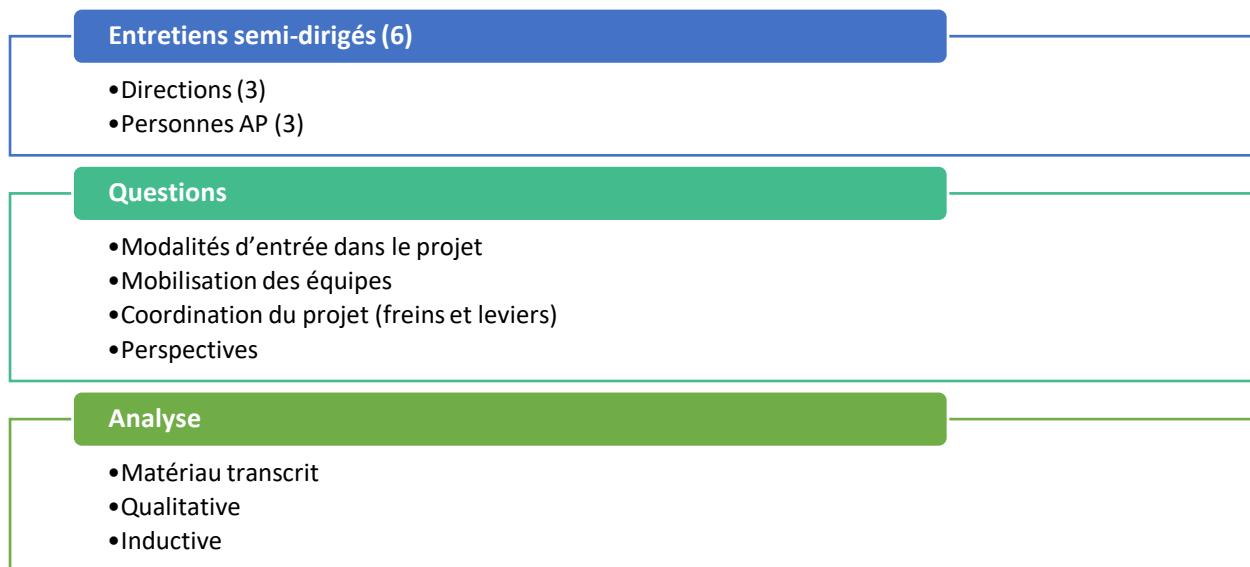 Entretiens semi-dirigés (6)
•Directions (3)
•Personnes AP (3)
Questions
•Modalités d’entrée dans le projet
•Mobilisation des équipes
•Coordination du projet (freins et leviers)
•Perspectives
Analyse
•Matériau transcrit
•Qualitative
•Inductive